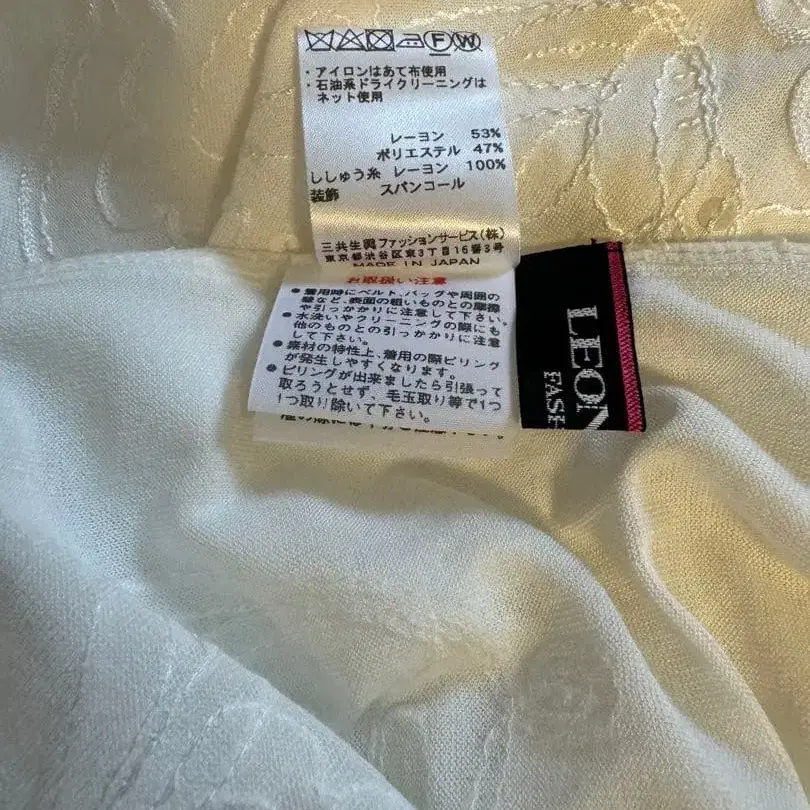 F W
・アイロンはあて布使用
・石油系ドライクリーニングは
ネット使用
レーヨン 53%
ポリエステル 47%
ししゅう糸 レーヨン 100%
装飾 スパンコール
三共生興ファッションサービス(株)
東京都渋谷区東3丁目16番3号
MADE IN JAPAN
お取扱い注意
●着用時にベルト、バッグや周囲の
壁など、表面の粗いものとの摩擦
や引っかかりに注意して下さい。
●水洗いやクリーニングの際にも
他のものとの引っかかりに注意
して下さい。
●素材の特性上、着用の際ピリング
が発生しやすくなります。
●ピリングが出来ましたら引張って
取ろうとせず、毛玉取り等で1つ
1つ取り除いて下さい。
LEON
FASH